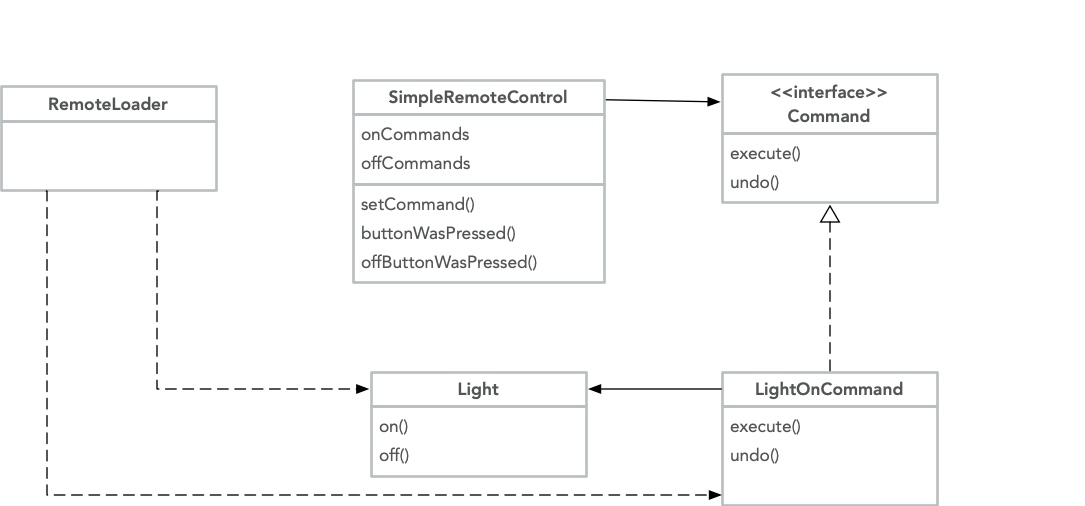 RemoteLoader
SimpleRemoteControl
onCommands
offCommands
setCommand()
buttonWasPressed()
offButtonWasPressed()
<<interface>>
Command
execute()
undo()
Light
on()
off()
LightOnCommand
execute()
undo()